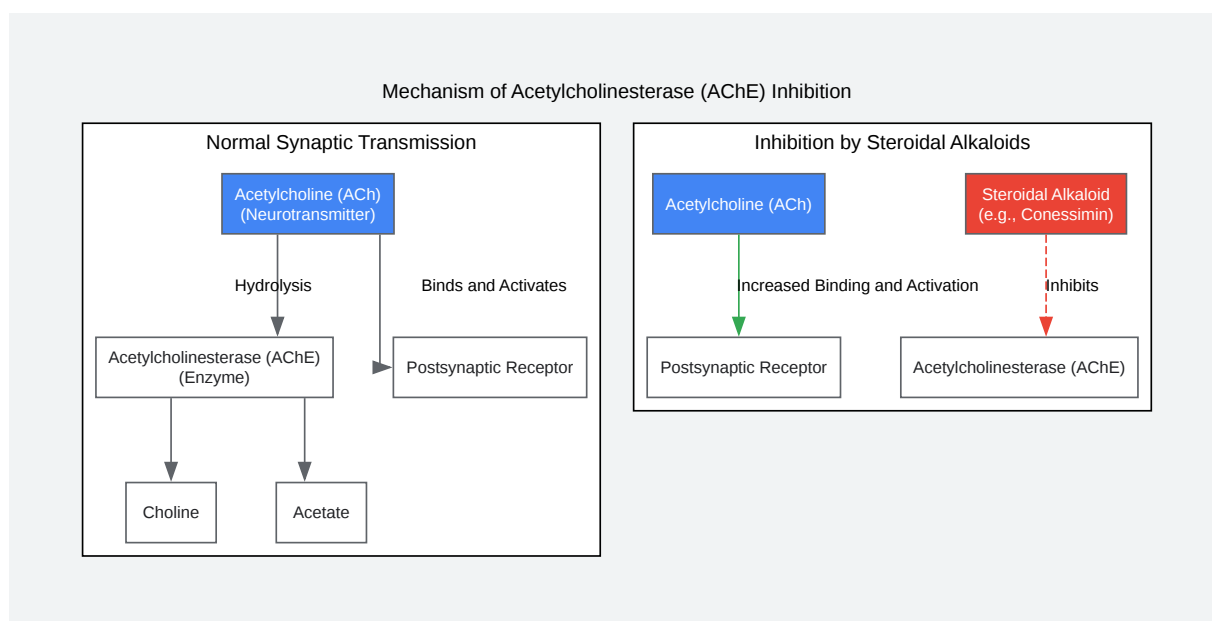 Mechanism of Acetylcholinesterase (AChE) Inhibition
Normal Synaptic Transmission
Acetylcholine (ACh)
(Neurotransmitter)
Hydrolysis
Binds and Activates
Acetylcholinesterase (AChE)
(Enzyme)
Postsynaptic Receptor
Choline
Acetate
Inhibition by Steroidal Alkaloids
Acetylcholine (ACh)
Steroidal Alkaloid
(e.g., Conessimin)
Increased Binding and Activation
Inhibits
Postsynaptic Receptor
Acetylcholinesterase (AChE)